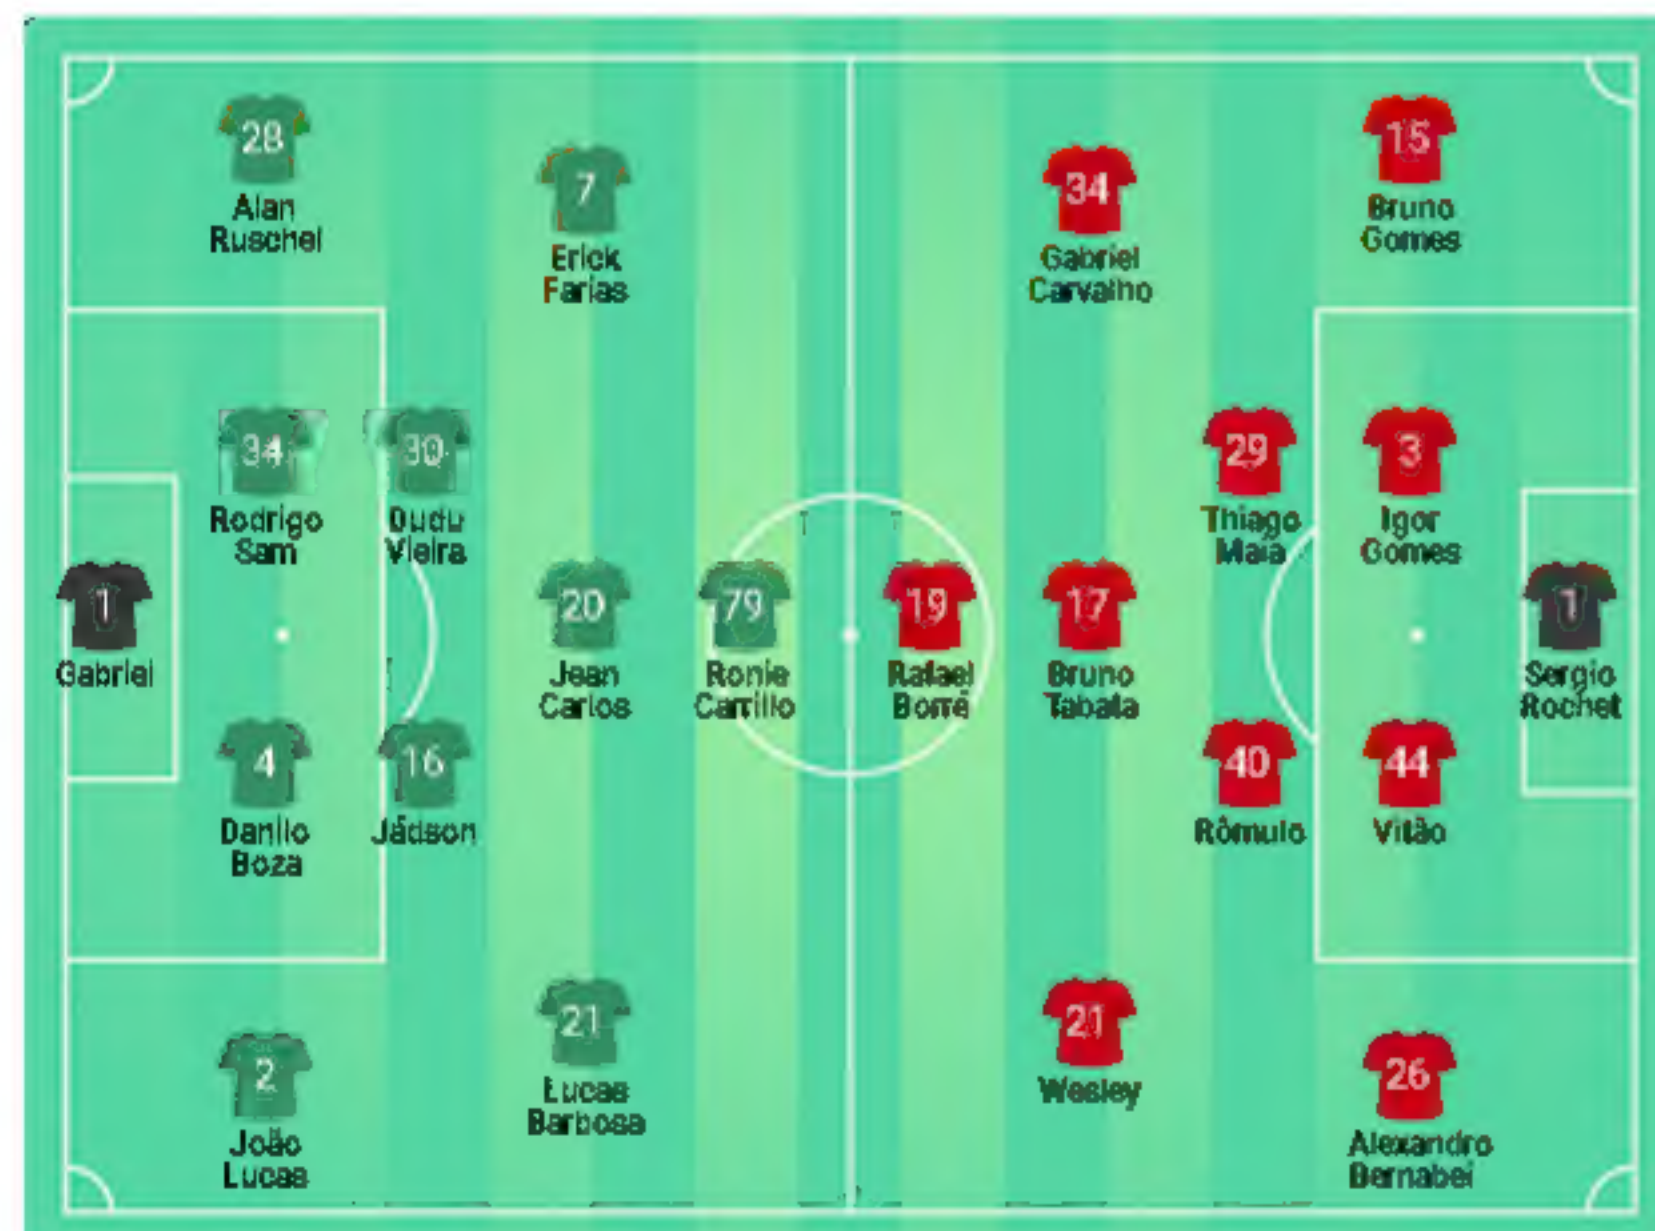 28
Alan
Ruschel
7
Erick
Farias
34
Gabriel
Carvalho
15
Bruno
Gomes
34
Rodrigo
Sam
30
Dudu
Vieira
29
Thiago
Maia
3
Igor
Gomes
1
Gabriel
20
Jean
Carlos
79
Ronie
Carrillo
19
Rafael
Borré
17
Bruno
Tabata
1
Sergio
Rochet
4
Danilo
Boza
16
Jádson
40
Rômulo
44
Vitão
2
João
Lucas
21
Lucas
Barbosa
21
Wesley
26
Alexandro
Bernabei